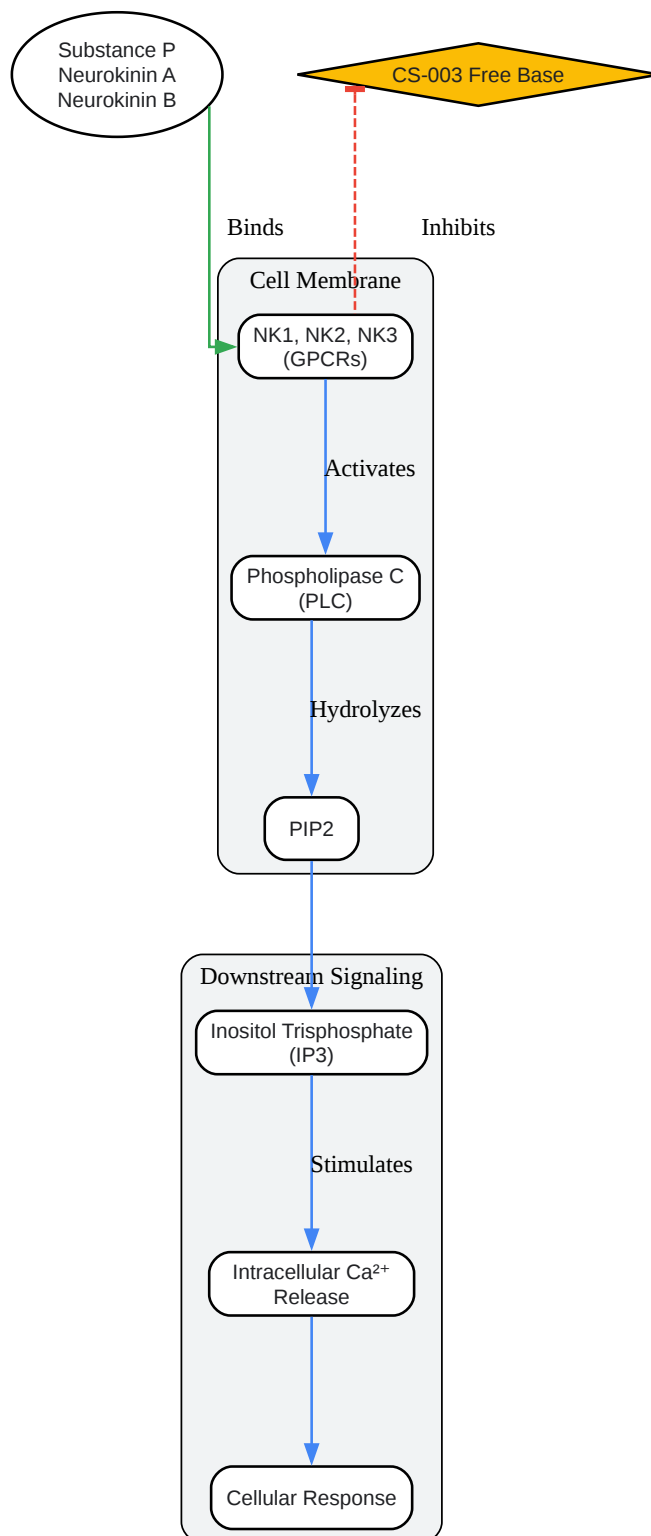 Substance P
Neurokinin A
Neurokinin B
CS-003 Free Base
Binds
Inhibits
Cell Membrane
NK1, NK2, NK3
(GPCRs)
Activates
Phospholipase C
(PLC)
Hydrolyzes
PIP2
Downstream Signaling
Inositol Trisphosphate
(IP3)
Stimulates
Intracellular Ca²⁺
Release
Cellular Response